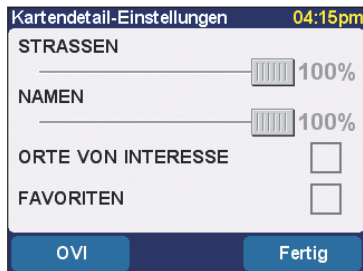 Kartendetail-Einstellungen 04:15pm
STRASSEN
100%
NAMEN
100%
ORTE VON INTERESSE
FAVORITEN
OVI Fertig